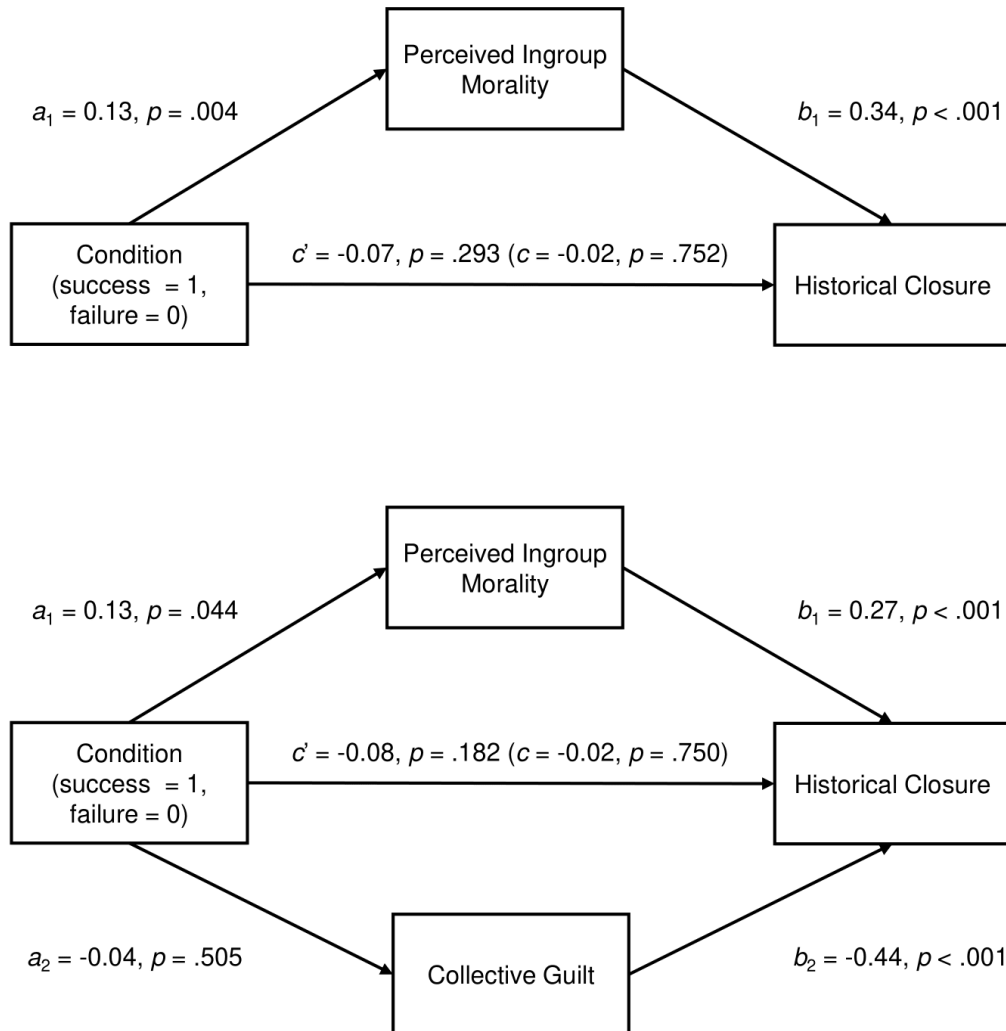 Perceived Ingroup
Morality
a₁ = 0.13, p = .004
b₁ = 0.34, p < .001
Condition
(success = 1,
failure = 0)
c' = -0.07, p = .293 (c = -0.02, p = .752)
Historical Closure
Perceived Ingroup
Morality
a₁ = 0.13, p = .044
b₁ = 0.27, p < .001
Condition
(success = 1,
failure = 0)
c' = -0.08, p = .182 (c = -0.02, p = .750)
Historical Closure
a₂ = -0.04, p = .505
b₂ = -0.44, p < .001
Collective Guilt